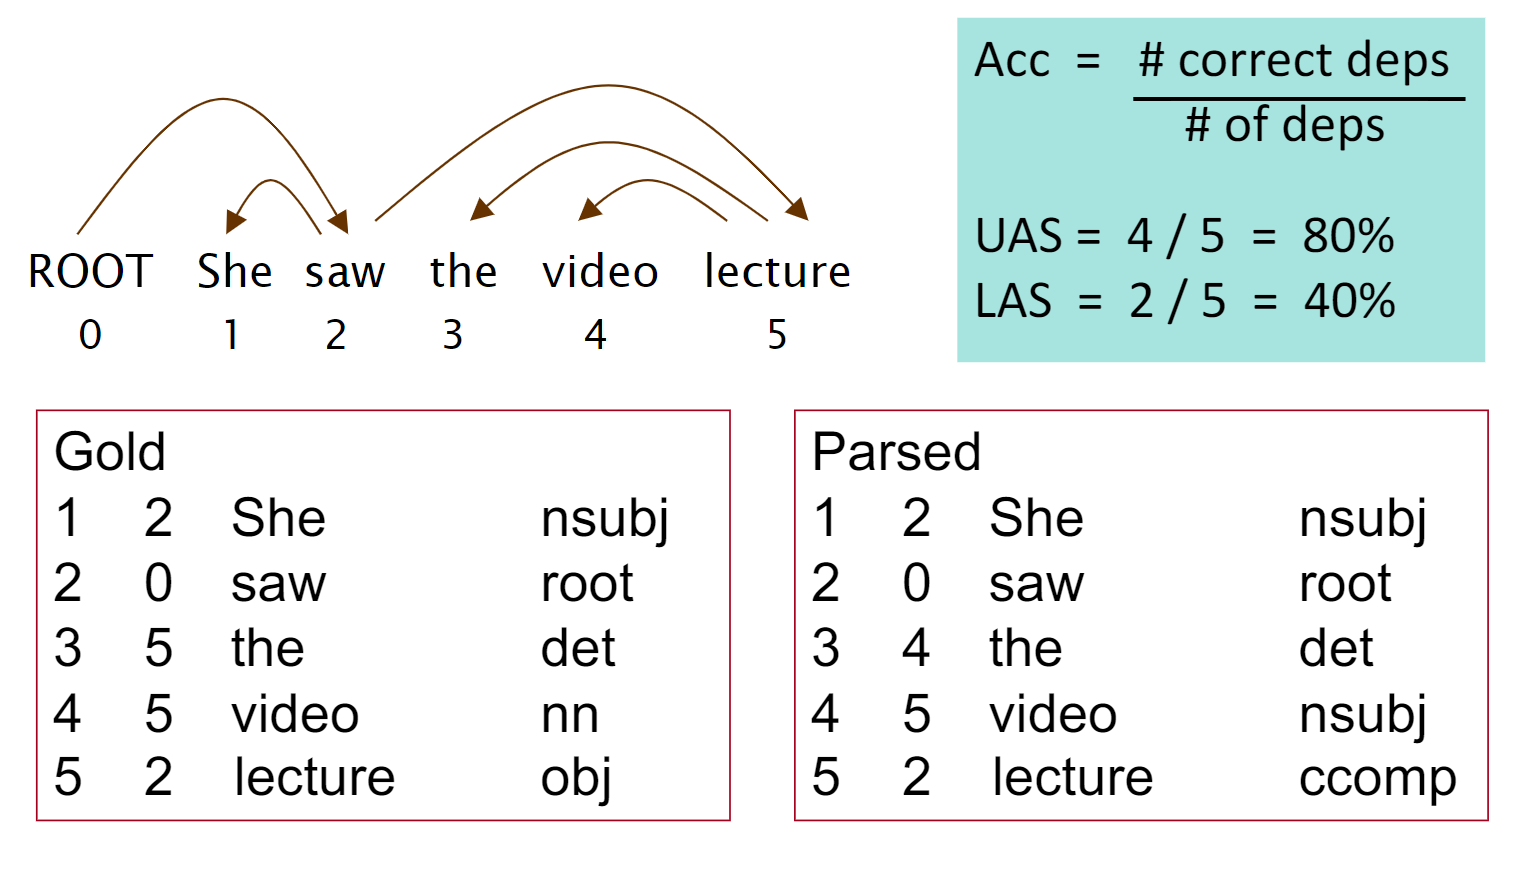 Acc = # correct deps
# of deps
UAS = 4 / 5 = 80%
LAS = 2 / 5 = 40%
ROOT She saw the video lecture
0 1 2 3 4 5
Gold
1 2 She nsubj
2 0 saw root
3 5 the det
4 5 video nn
5 2 lecture obj
Parsed
1 2 She nsubj
2 0 saw root
3 4 the det
4 5 video nsubj
5 2 lecture ccomp